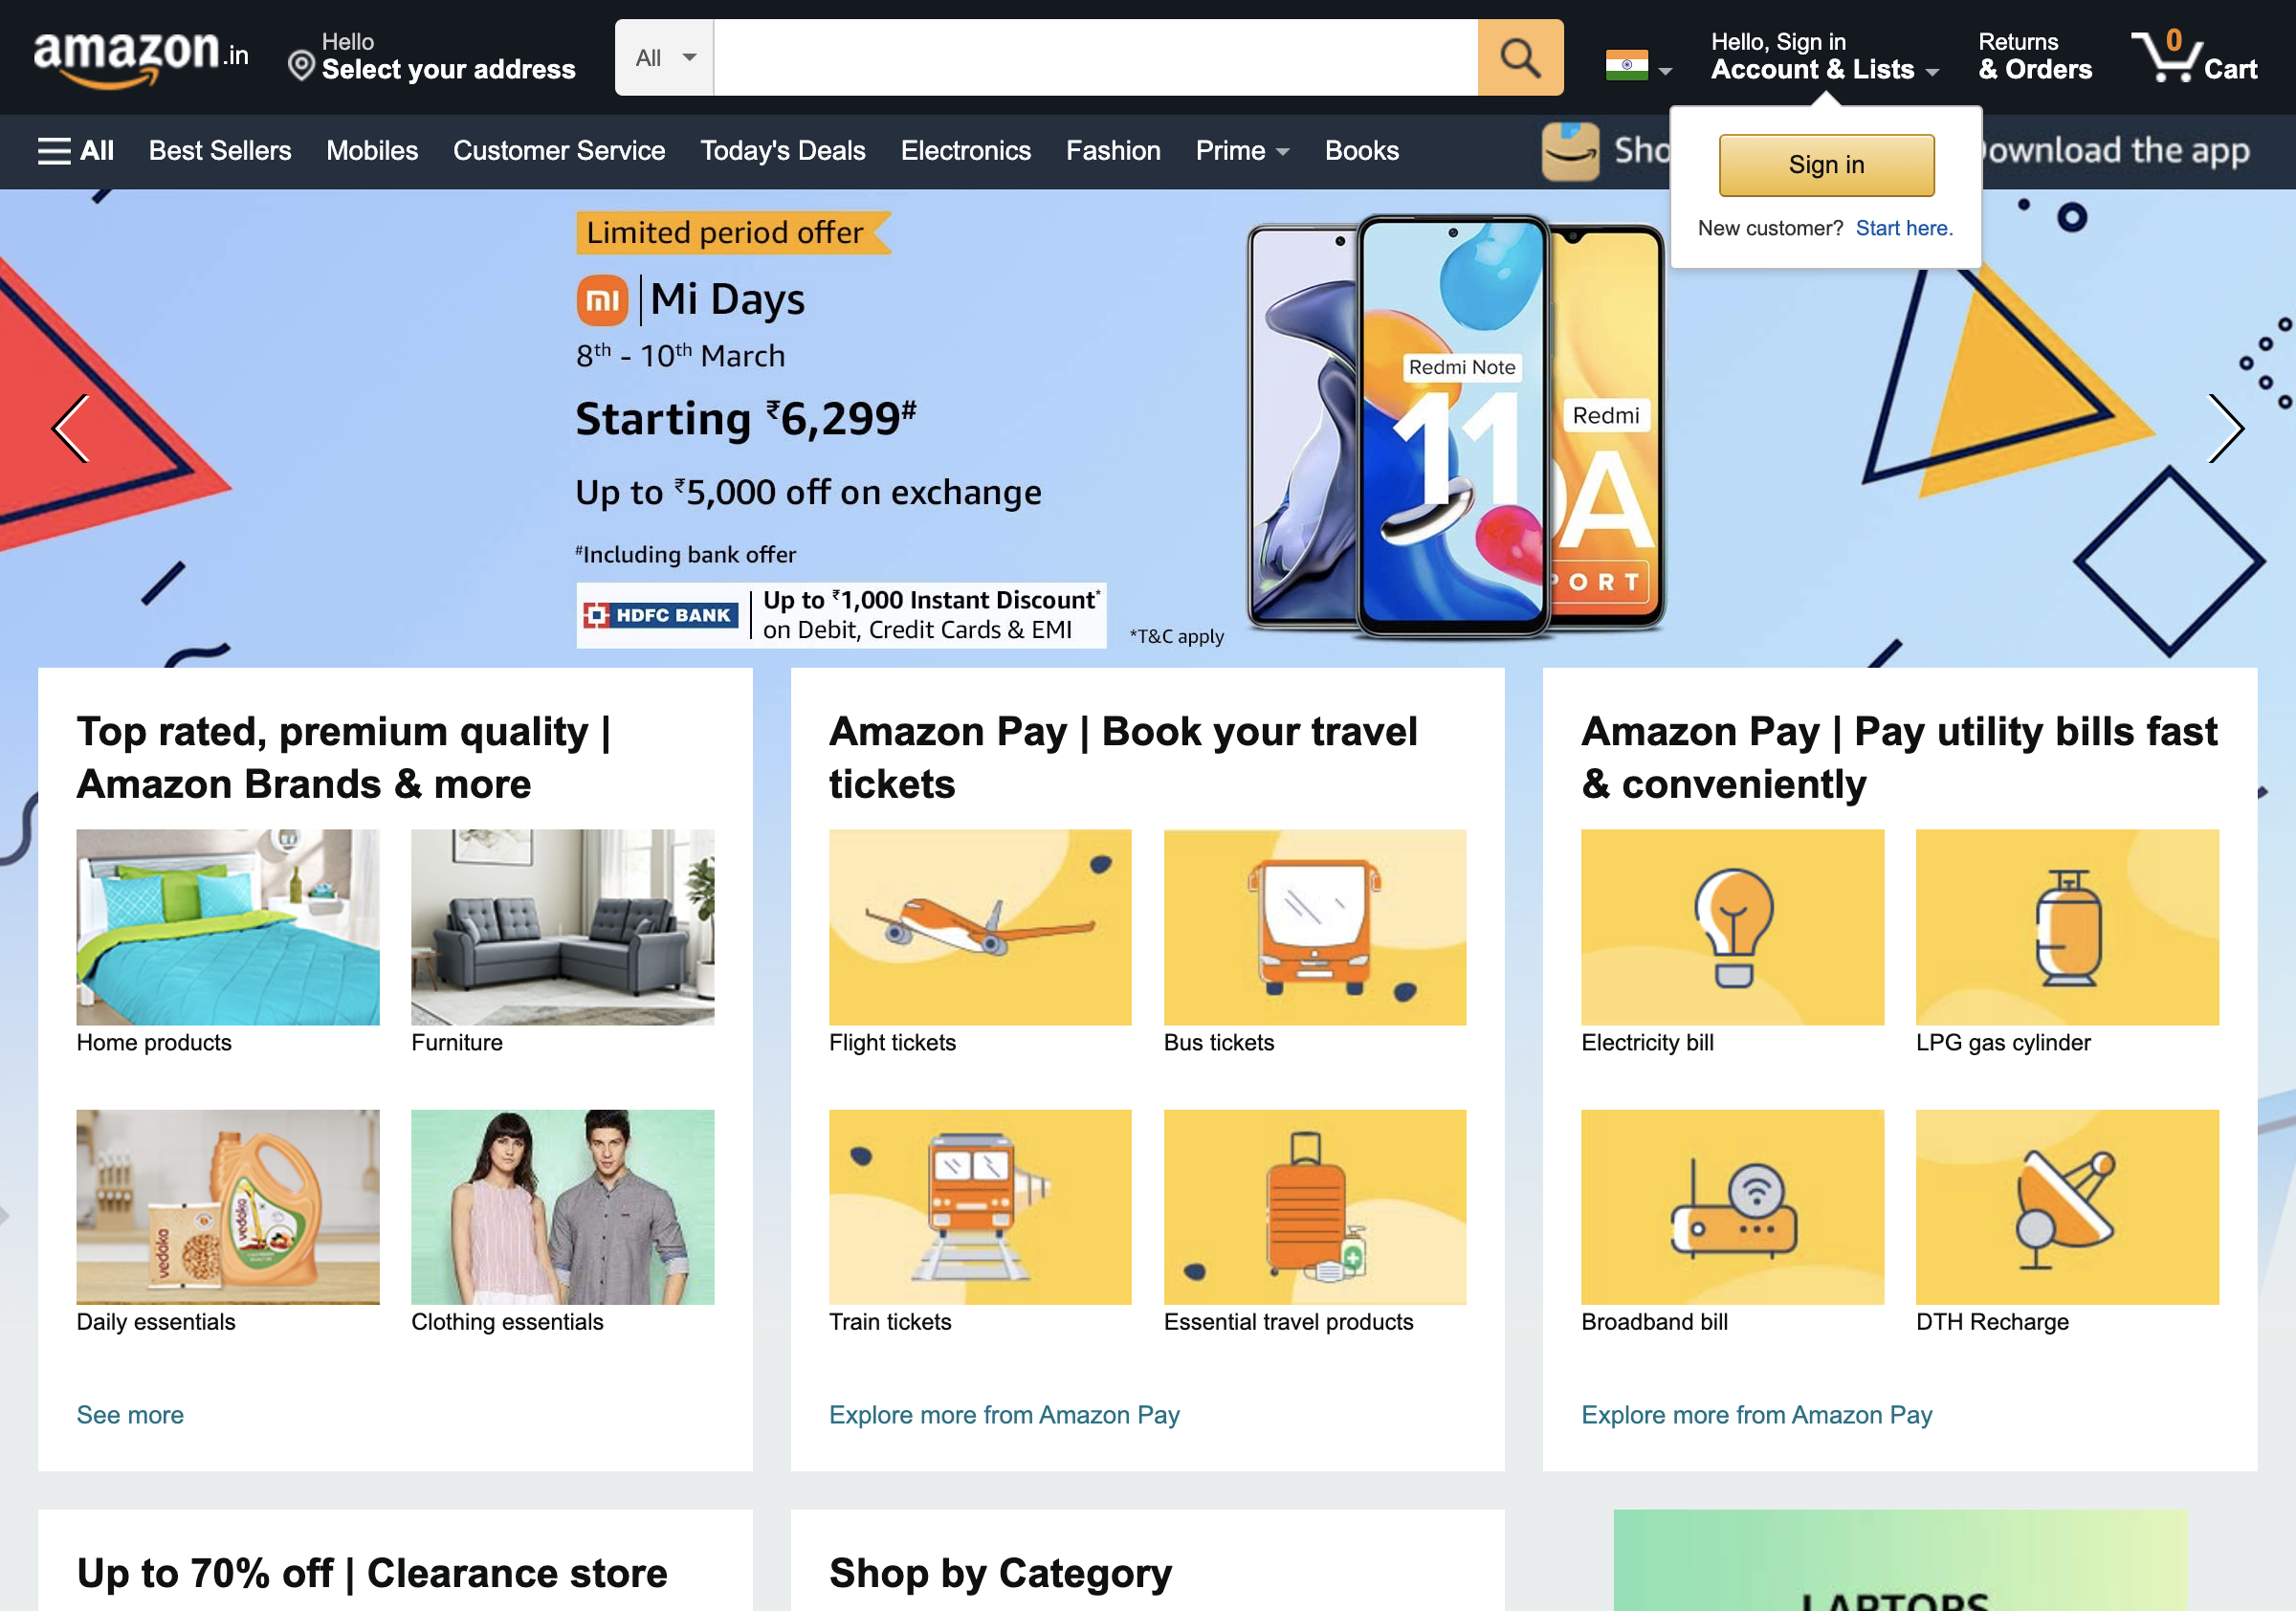 amazon.in
Hello
Select your address
All
Hello, Sign in
Account & Lists
Returns
& Orders
0
Cart
All
Best Sellers
Mobiles
Customer Service
Today's Deals
Electronics
Fashion
Prime
Books
Sho
ownload the app
Sign in
New customer? Start here.
Limited period offer
mi | Mi Days
8th - 10th March
Starting ₹6,299#
Up to ₹5,000 off on exchange
#Including bank offer
HDFC BANK
Up to ₹1,000 Instant Discount*
on Debit, Credit Cards & EMI
*T&C apply
Redmi Note
11
Redmi
A
PORT
Top rated, premium quality |
Amazon Brands & more
Home products
Furniture
vedaka
vedaka
Daily essentials
Clothing essentials
See more
Amazon Pay | Book your travel
tickets
Flight tickets
Bus tickets
Train tickets
Essential travel products
Explore more from Amazon Pay
Amazon Pay | Pay utility bills fast
& conveniently
Electricity bill
LPG gas cylinder
Broadband bill
DTH Recharge
Explore more from Amazon Pay
Up to 70% off | Clearance store
Shop by Category
LAPTOPS